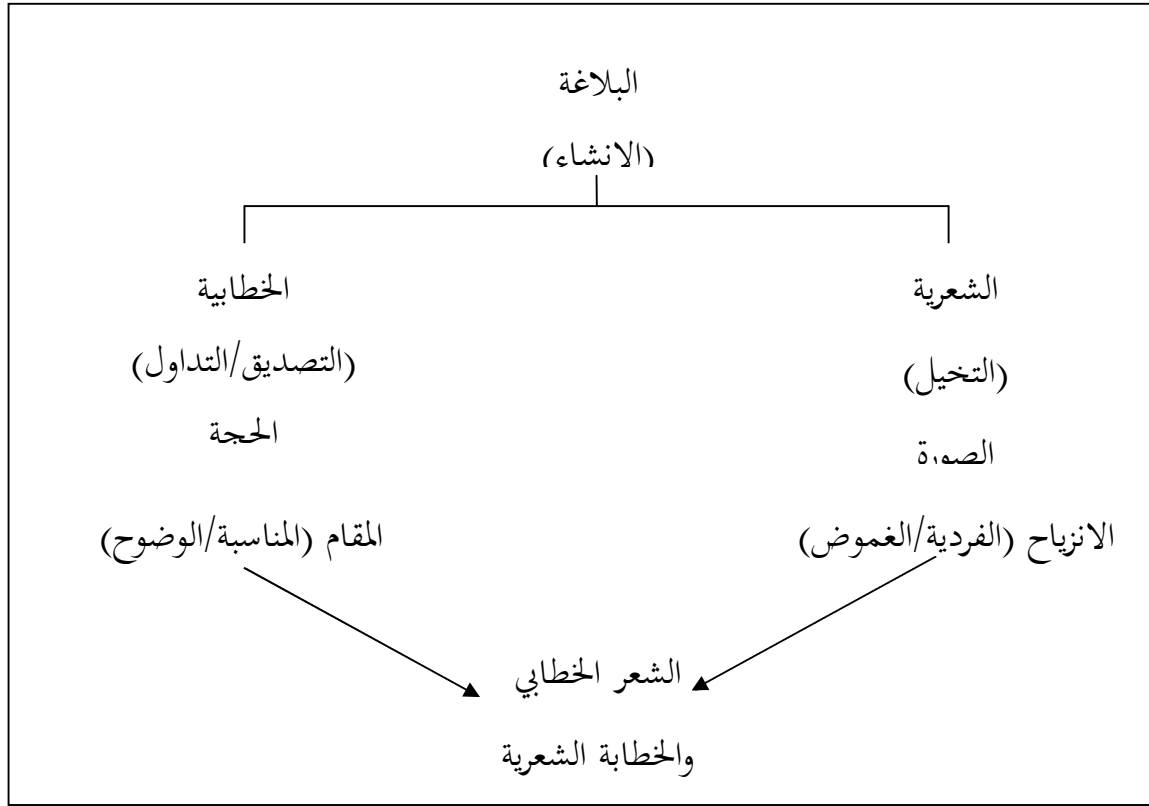 البلاغة
(الانشاء)
الشعرية
الخطابية
(التخيل)
(التصديق/التداول)
الصورة
الحجة
الانزياح (الفردية/الغموض)
المقام (المناسبة/الوضوح)
الشعر الخطابي
والخطابة الشعرية